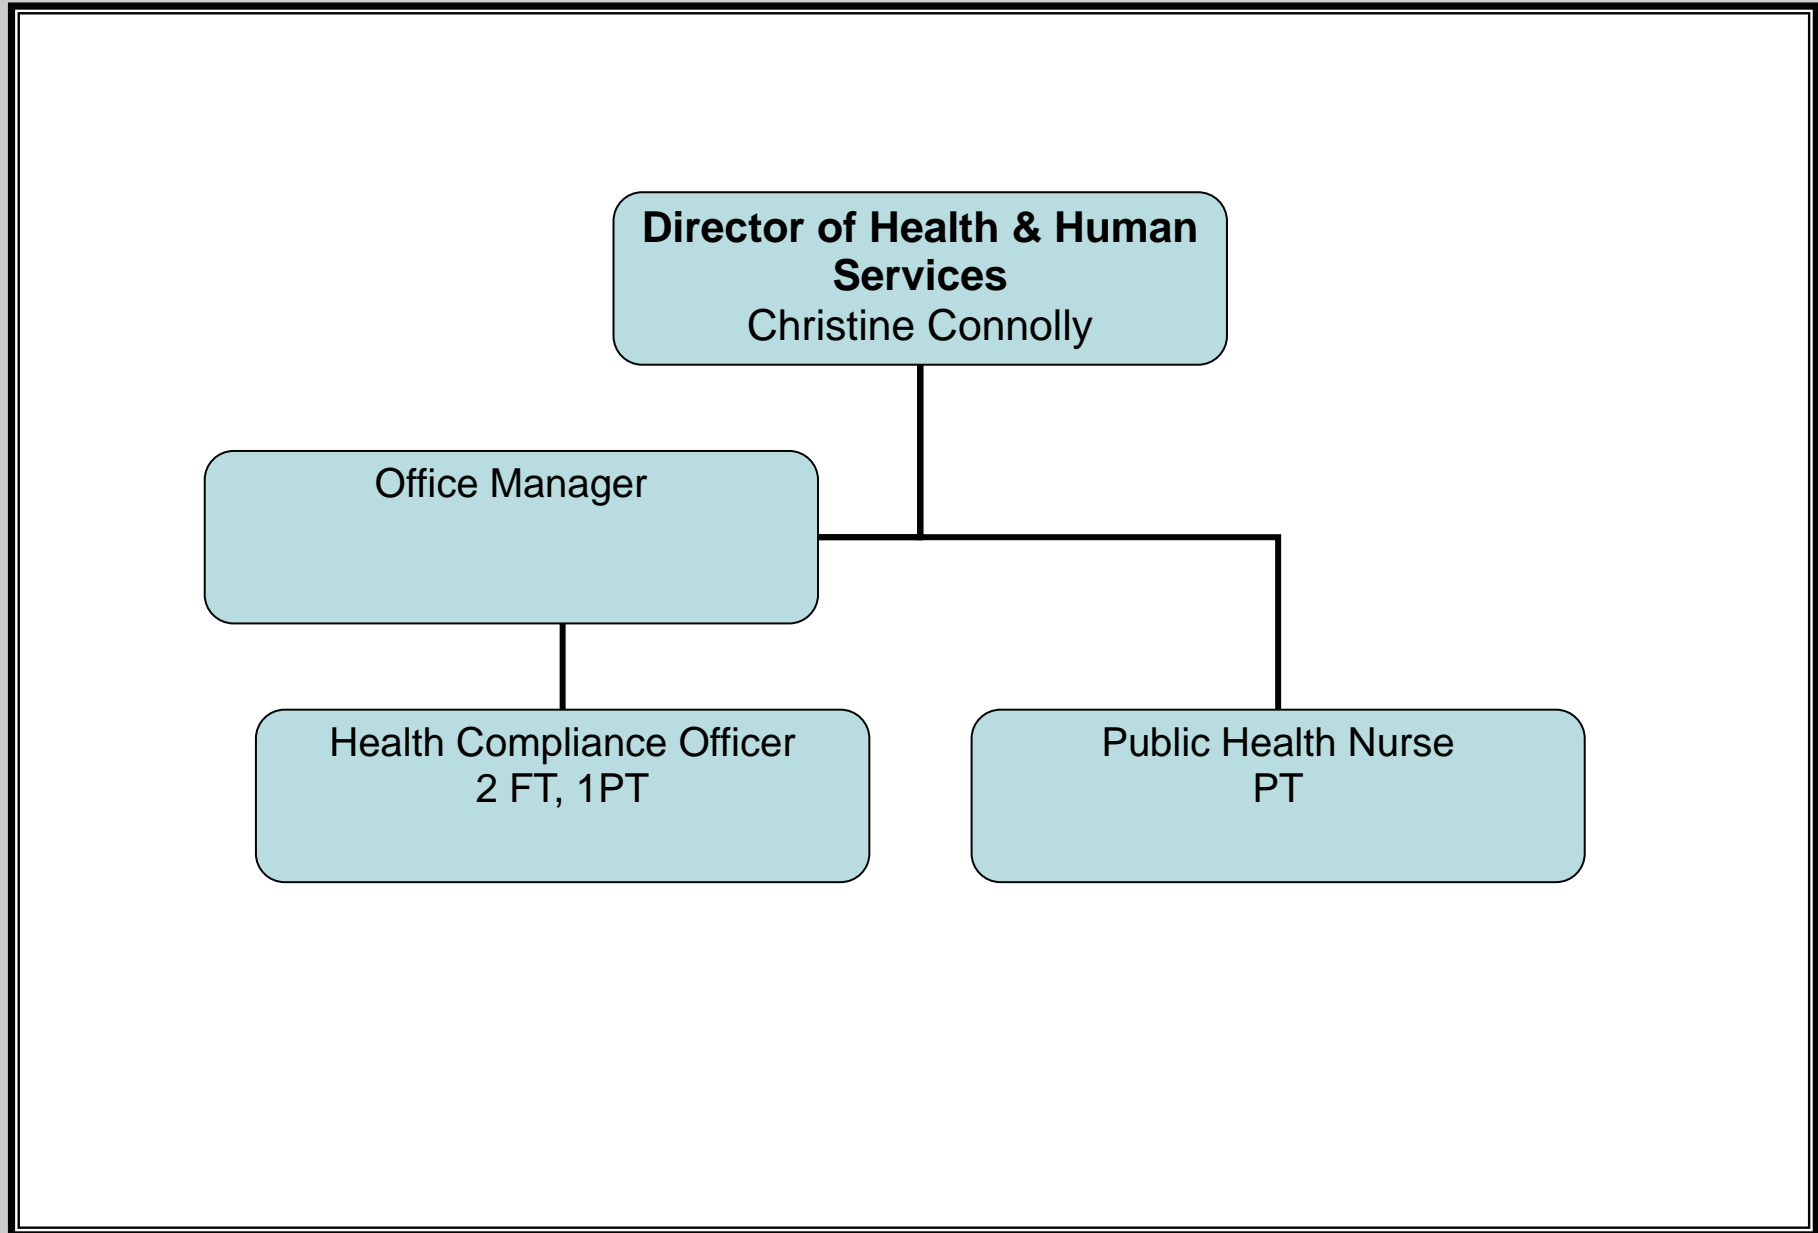 Director of Health & Human
Services
Christine Connolly
Office Manager
Health Compliance Officer
2 FT, 1PT
Public Health Nurse
PT